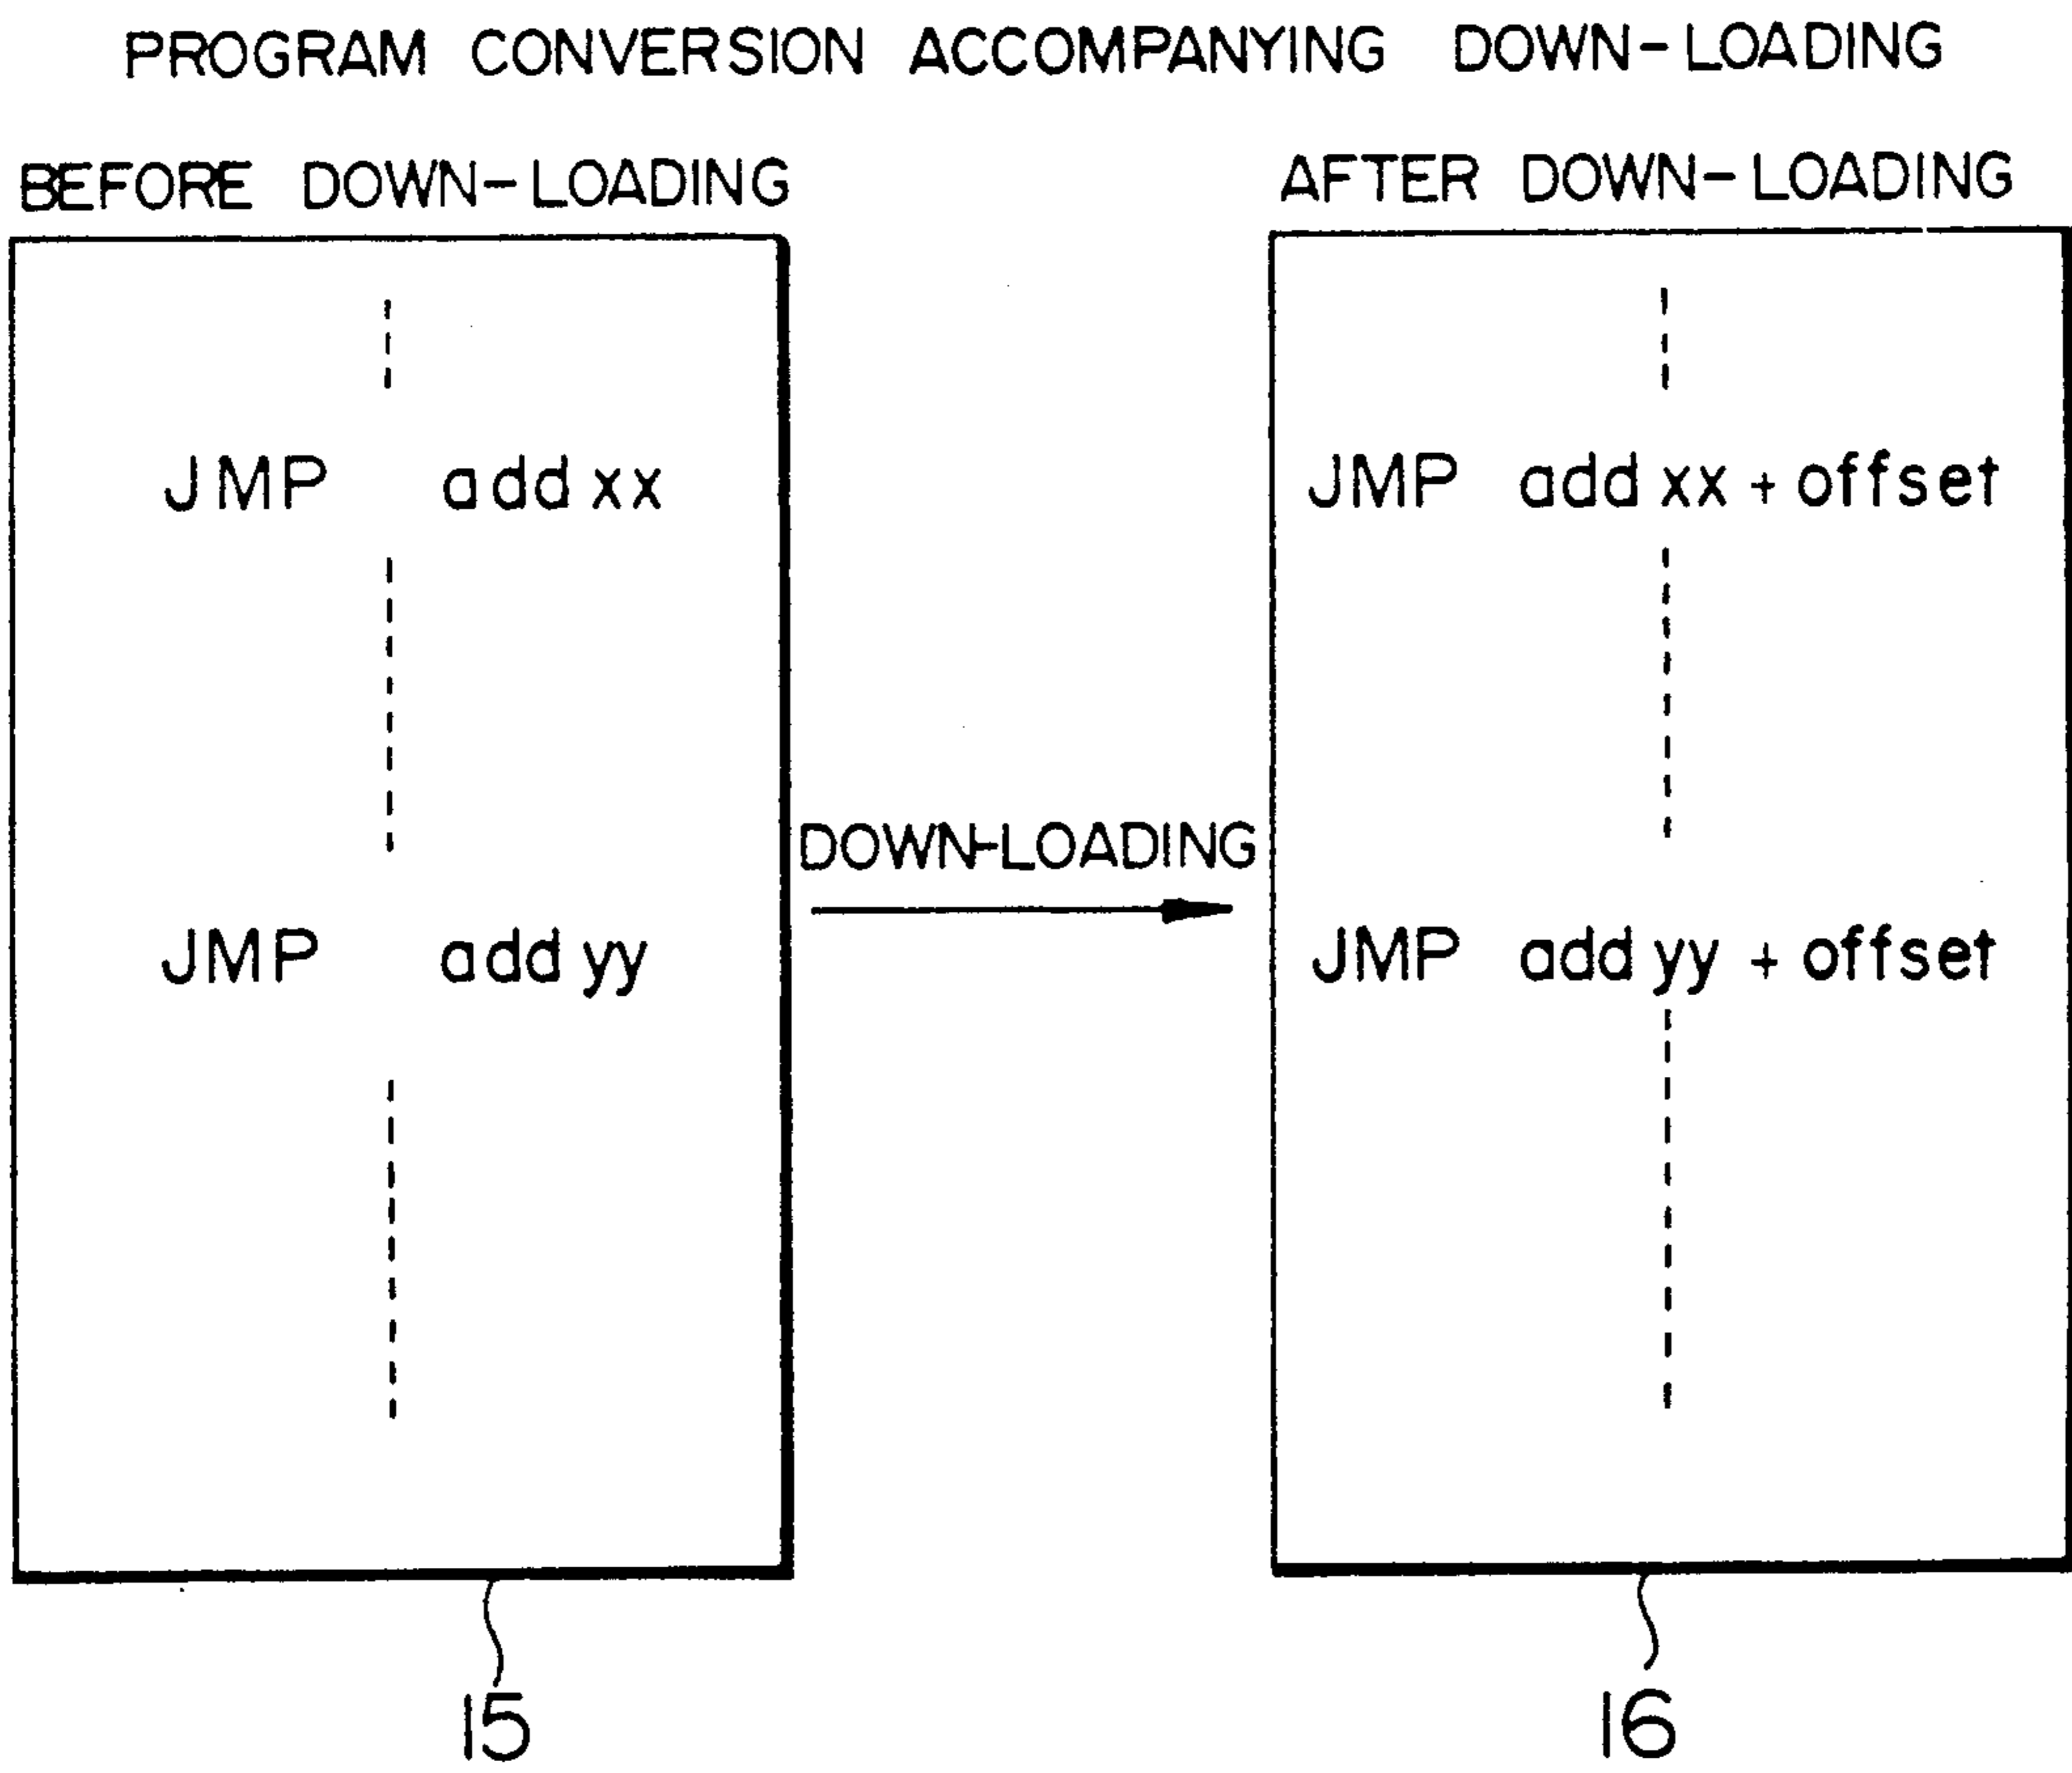 PROGRAM CONVERSION ACCOMPANYING DOWN-LOADING
BEFORE DOWN-LOADING
JMP add xx
JMP add yy
15
DOWN-LOADING
AFTER DOWN-LOADING
JMP add xx + offset
JMP add yy + offset
16